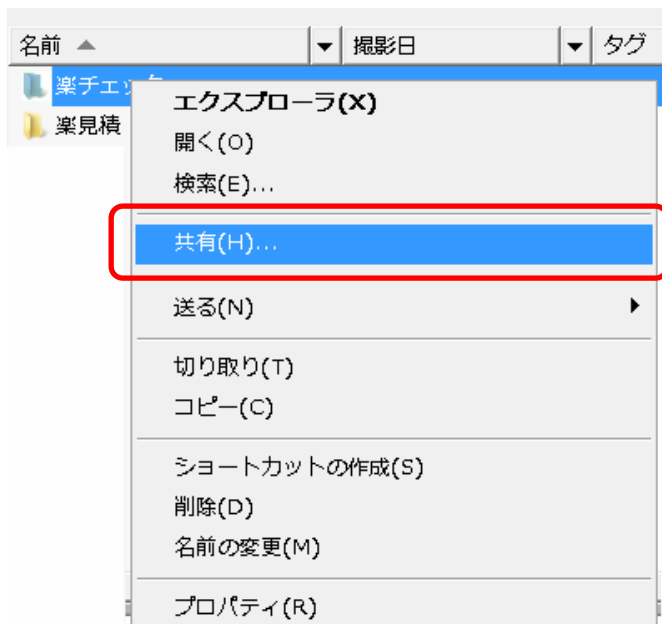 名前 撮影日 タグ
楽チェック
楽見積
エクスプローラ(X)
開く(O)
検索(E)...
共有(H)...
送る(N)
切り取り(T)
コピー(C)
ショートカットの作成(S)
削除(D)
名前の変更(M)
プロパティ(R)